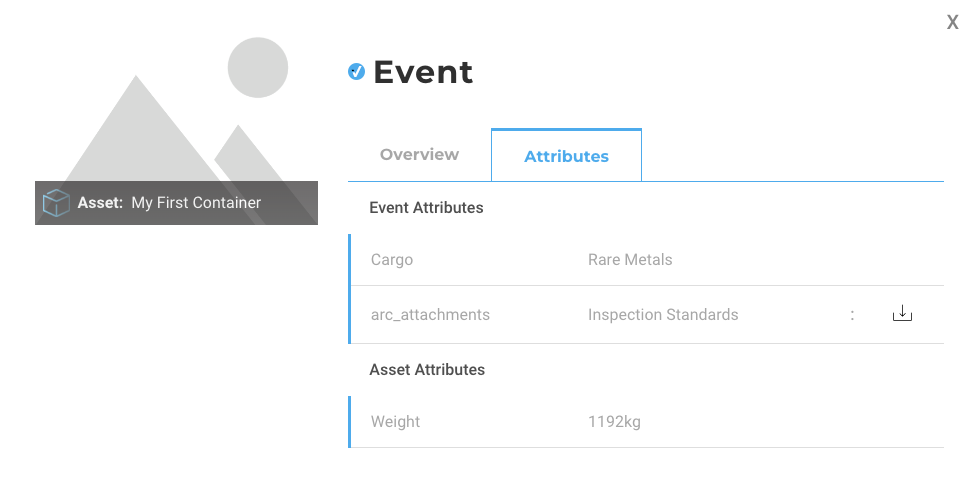 X
Event
Overview Attributes
Asset: My First Container
Event Attributes
Cargo Rare Metals
arc_attachments Inspection Standards :
Asset Attributes
Weight 1192kg